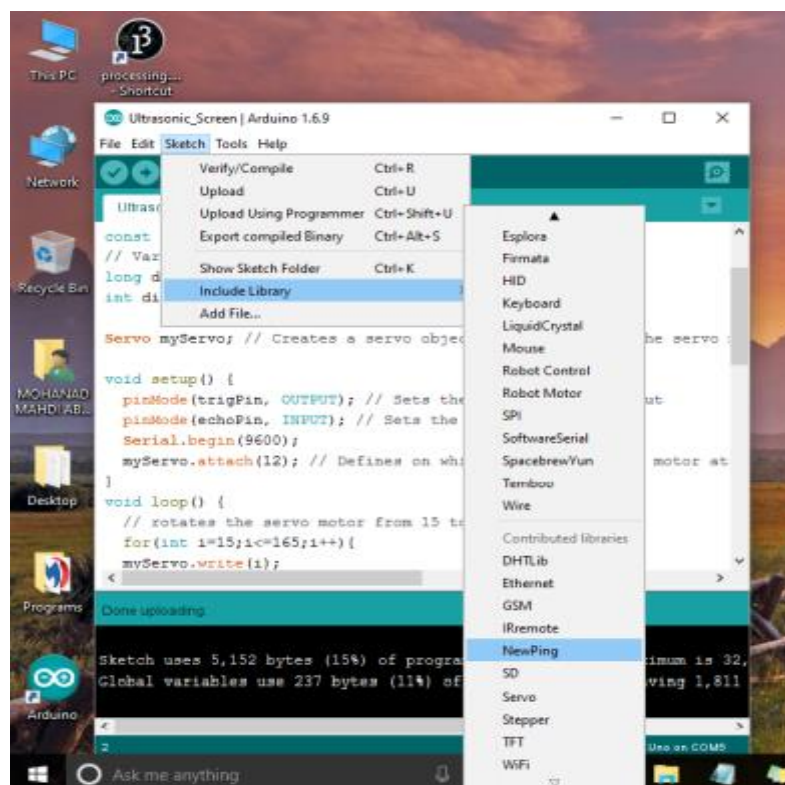 This PC
processing....
- Shortcut
Network
Recycle Bin
MOHANAD
MAHDI AB...
Desktop
Programs
Arduino
Ultrasonic_Screen | Arduino 1.6.9
File Edit Sketch Tools Help
Verify/Compile Ctrl+R
Upload Ctrl+U
Upload Using Programmer Ctrl+Shift+U
Export compiled Binary Ctrl+Alt+S
Show Sketch Folder Ctrl+K
Include Library
Add File...
Esplora
Firmata
HID
Keyboard
LiquidCrystal
Mouse
Robot Control
Robot Motor
SPI
SoftwareSerial
SpacebrewYun
Temboo
Wire
Contributed libraries
DHTLib
Ethernet
GSM
IRremote
NewPing
SD
Servo
Stepper
TFT
WiFi
Ultras
const
// Var
long d
int di
Servo myServo; // Creates a servo objec he servo
void setup() {
pinMode(trigPin, OUTPUT); // Sets the ut
pinMode(echoPin, INPUT); // Sets the
Serial.begin(9600);
myServo.attach(12); // Defines on whi motor at
}
void loop() {
// rotates the servo motor from 15 to
for(int i=15;i<=165;i++){
myServo.write(i);
Done uploading.
Sketch uses 5,152 bytes (15%) of progra imum is 32,
Global variables use 237 bytes (11%) of ving 1,811
2 Uno on COM5
Ask me anything